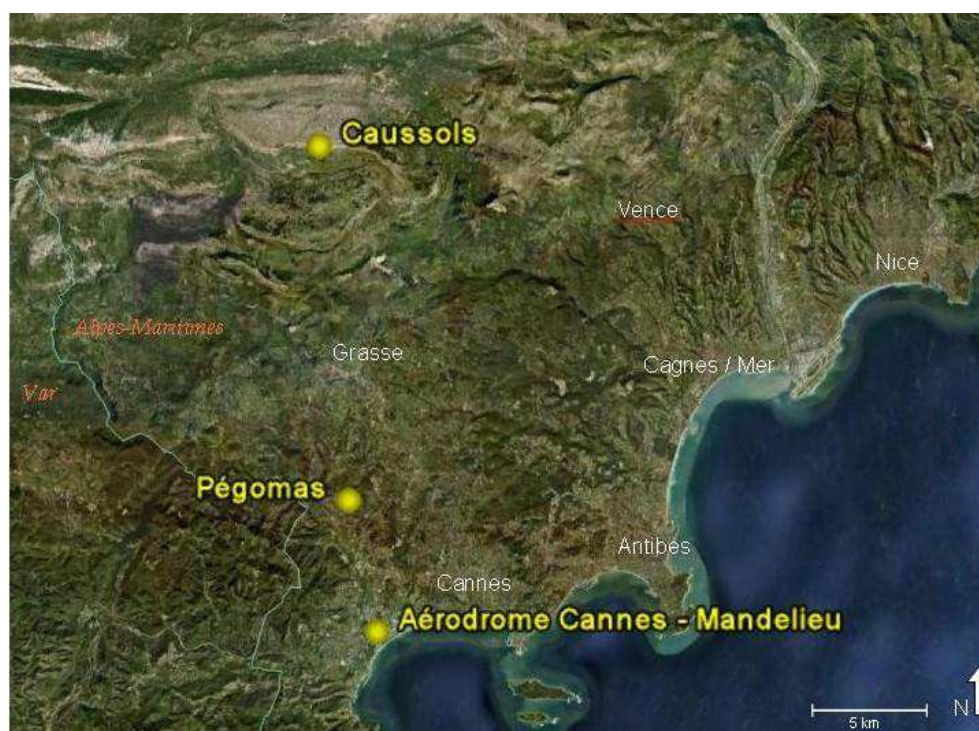 Caussols
Vence
Nice
Alpes-Maritimes
Grasse
Cagnes / Mer
Var
Pégomas
Antibes
Cannes
Aérodrome Cannes - Mandelieu
N
5 km